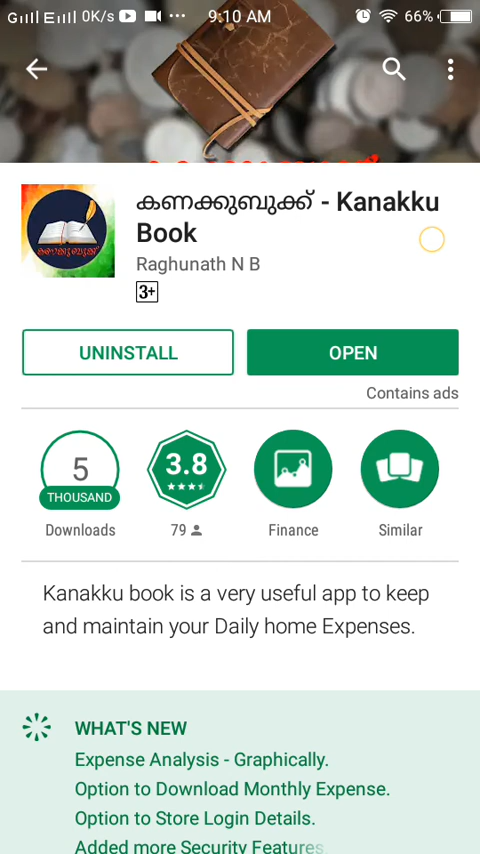 0K/s 9:10 AM 66%
കണക്കുബുക്ക് - Kanakku
Book
Raghunath N B
3+
കണക്കുബുക്ക്
UNINSTALL OPEN
Contains ads
5 3.8
THOUSAND
Downloads 79 Finance Similar
Kanakku book is a very useful app to keep
and maintain your Daily home Expenses.
WHAT'S NEW
Expense Analysis - Graphically.
Option to Download Monthly Expense.
Option to Store Login Details.
Added more Security Features